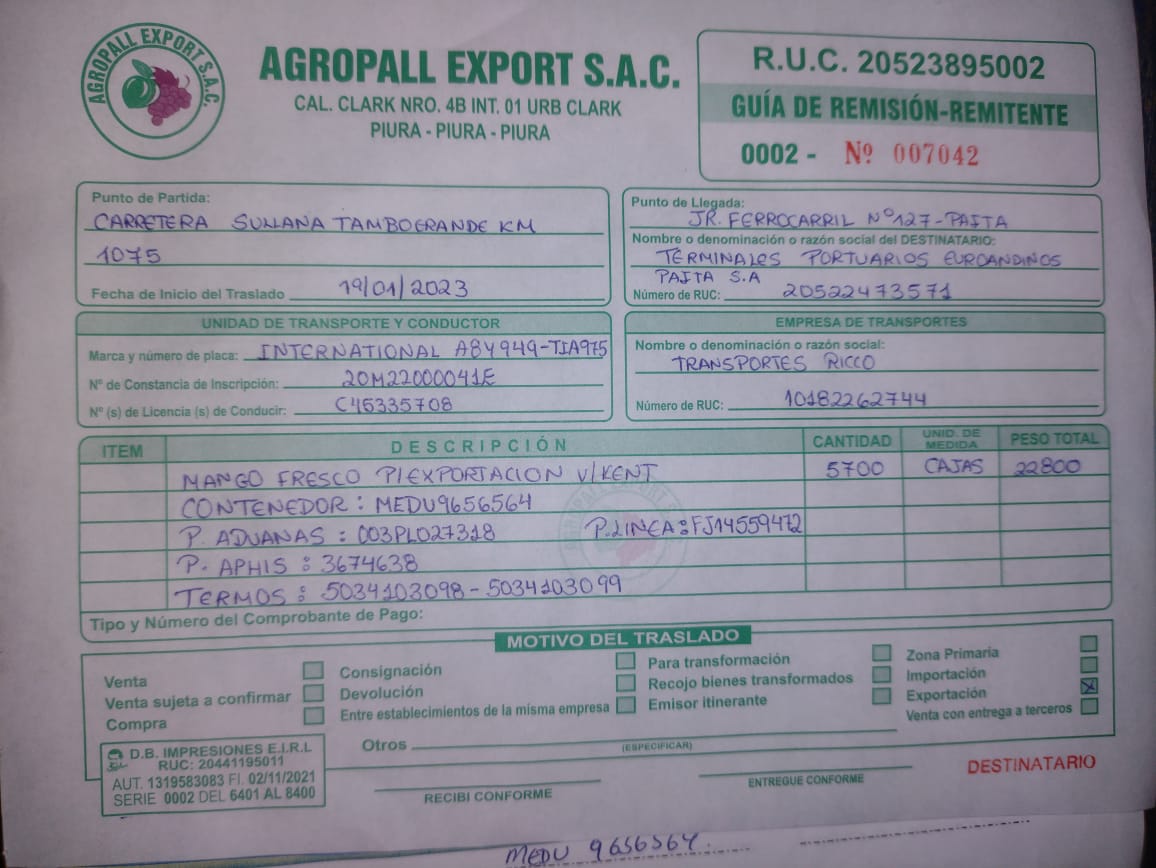 AGROPALL EXPORT S.A.C.
AGROPALL EXPORT S.A.C.
CAL. CLARK NRO. 4B INT. 01 URB CLARK
PIURA - PIURA - PIURA
R.U.C. 20523895002
GUÍA DE REMISIÓN-REMITENTE
0002 - Nº 007042
Punto de Partida:
CARRETERA SULLANA TAMBOGRANDE KM
1075
Fecha de Inicio del Traslado 19/01/2023
Punto de Llegada:
JR. FERROCARRIL Nº127-PAITA
Nombre o denominación o razón social del DESTINATARIO:
TERMINALES PORTUARIOS EUROANDINOS
PAITA S.A
Número de RUC: 20522473571
UNIDAD DE TRANSPORTE Y CONDUCTOR
Marca y número de placa: INTERNATIONAL A8Y949-TIA975
Nº de Constancia de Inscripción: 20M22000041E
Nº (s) de Licencia (s) de Conducir: C45335708
EMPRESA DE TRANSPORTES
Nombre o denominación o razón social:
TRANSPORTES RICCO
Número de RUC: 10182262744
ITEM DESCRIPCIÓN CANTIDAD UNID. DE MEDIDA PESO TOTAL
MANGO FRESCO P/EXPORTACION V/KENT 5700 CAJAS 22800
CONTENEDOR : MEDU9656564
P. ADUANAS : 003PL027318 P.LINEA:FJ14559472
P. APHIS : 3674638
TERMOS : 5034103098-5034103099
AGROPALL EXPORT
Tipo y Número del Comprobante de Pago:
MOTIVO DEL TRASLADO
Venta
Venta sujeta a confirmar
Compra
Consignación
Devolución
Entre establecimientos de la misma empresa
Para transformación
Recojo bienes transformados
Emisor itinerante
Zona Primaria
Importación
Exportación X
Venta con entrega a terceros
Otros
(ESPECIFICAR)
D.B. IMPRESIONES E.I.R.L
RUC: 20441195011
AUT. 1319583083 FI. 02/11/2021
SERIE 0002 DEL 6401 AL 8400
RECIBI CONFORME
ENTREGUE CONFORME
DESTINATARIO
MEDU 9656564.